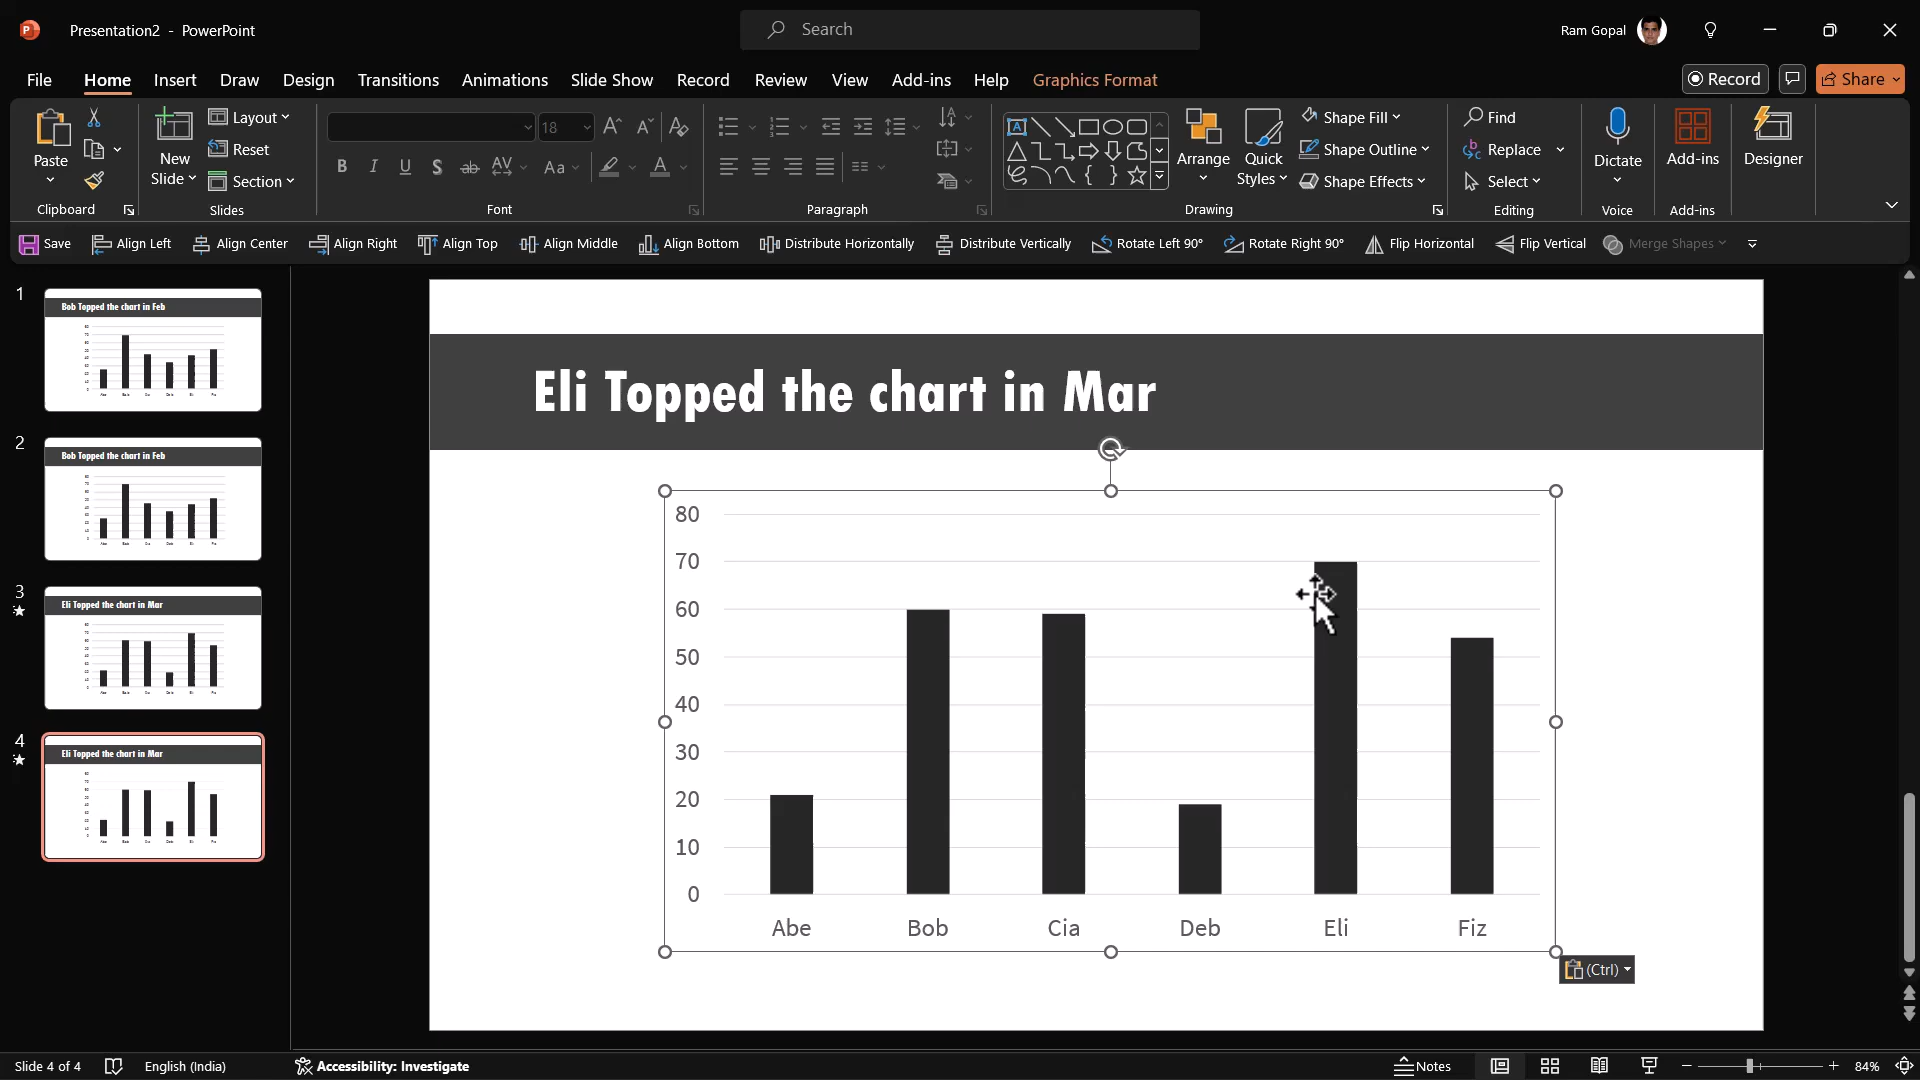 Presentation2 - PowerPoint
Search
Ram Gopal
File Home Insert Draw Design Transitions Animations Slide Show Record Review View Add-ins Help Graphics Format
Record
Share
Paste
New
Slide
Layout
Reset
Section
18
Arrange
Quick
Styles
Shape Fill
Shape Outline
Shape Effects
Find
Replace
Select
Dictate
Add-ins
Designer
Clipboard
Slides
Font
Paragraph
Drawing
Editing
Voice
Add-ins
Save Align Left Align Center Align Right Align Top Align Middle Align Bottom Distribute Horizontally Distribute Vertically Rotate Left 90° Rotate Right 90° Flip Horizontal Flip Vertical Merge Shapes
1
Bob Topped the chart in Feb
2
Bob Topped the chart in Feb
3
Eli Topped the chart in Mar
4
Eli Topped the chart in Mar
Eli Topped the chart in Mar
80
70
60
50
40
30
20
10
0
Abe Bob Cia Deb Eli Fiz
(Ctrl)
Slide 4 of 4
English (India)
Accessibility: Investigate
Notes
84%